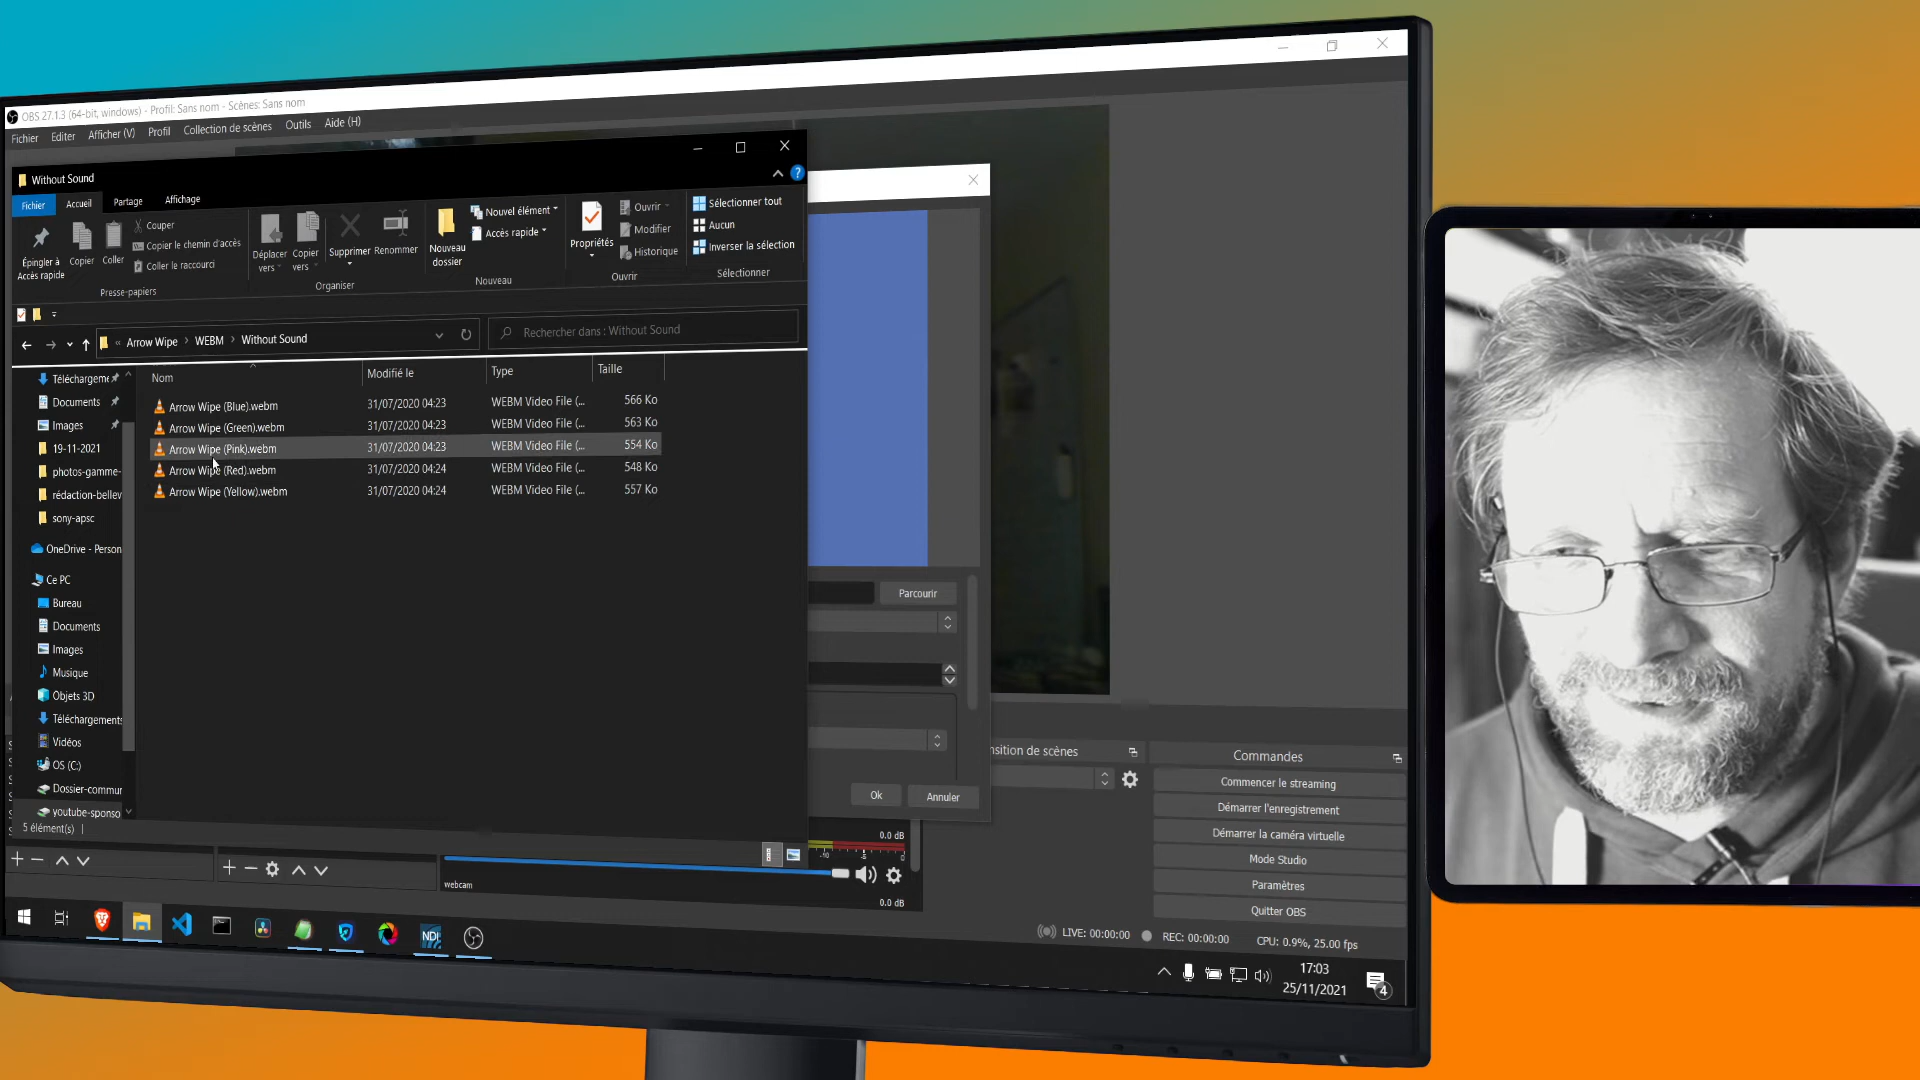 OBS 27.1.3 (64-bit, windows) - Profil: Sans nom - Scènes: Sans nom
Fichier Editer Afficher (V) Profil Collection de scènes Outils Aide (H)
Without Sound
Fichier Accueil Partage Affichage
Épingler à
Accès rapide
Copier
Coller
Couper
Copier le chemin d'accès
Coller le raccourci
Presse-papiers
Déplacer
vers
Copier
vers
Supprimer
Renommer
Organiser
Nouveau
dossier
Nouvel élément
Accès rapide
Nouveau
Propriétés
Ouvrir
Modifier
Historique
Ouvrir
Sélectionner tout
Aucun
Inverser la sélection
Sélectionner
« Arrow Wipe > WEBM > Without Sound
Rechercher dans : Without Sound
Nom Modifié le Type Taille
Arrow Wipe (Blue).webm 31/07/2020 04:23 WEBM Video File (... 566 Ko
Arrow Wipe (Green).webm 31/07/2020 04:23 WEBM Video File (... 563 Ko
Arrow Wipe (Pink).webm 31/07/2020 04:23 WEBM Video File (... 554 Ko
Arrow Wipe (Red).webm 31/07/2020 04:24 WEBM Video File (... 548 Ko
Arrow Wipe (Yellow).webm 31/07/2020 04:24 WEBM Video File (... 557 Ko
Téléchargeme
Documents
Images
19-11-2021
photos-gamme-
rédaction-bellev
sony-apsc
OneDrive - Person
Ce PC
Bureau
Documents
Images
Musique
Objets 3D
Téléchargements
Vidéos
OS (C:)
Dossier-commur
youtube-sponso
5 élément(s)
Parcourir
Ok Annuler
nsition de scènes
Commandes
Commencer le streaming
Démarrer l'enregistrement
Démarrer la caméra virtuelle
Mode Studio
Paramètres
Quitter OBS
0.0 dB
-10 -5 0
webcam
0.0 dB
LIVE: 00:00:00 REC: 00:00:00 CPU: 0.9%, 25.00 fps
NDI
17:03
25/11/2021
4